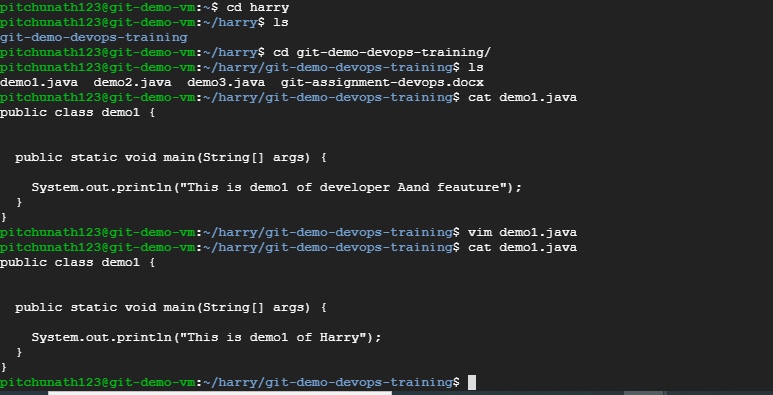 pitchunath123@git-demo-vm:~$ cd harry
pitchunath123@git-demo-vm:~/harry$ ls
git-demo-devops-training
pitchunath123@git-demo-vm:~/harry$ cd git-demo-devops-training/
pitchunath123@git-demo-vm:~/harry/git-demo-devops-training$ ls
demo1.java  demo2.java  demo3.java  git-assignment-devops.docx
pitchunath123@git-demo-vm:~/harry/git-demo-devops-training$ cat demo1.java
public class demo1 {
  public static void main(String[] args) {
    System.out.println("This is demo1 of developer Aand feauture");
  }
}
pitchunath123@git-demo-vm:~/harry/git-demo-devops-training$ vim demo1.java
pitchunath123@git-demo-vm:~/harry/git-demo-devops-training$ cat demo1.java
public class demo1 {
  public static void main(String[] args) {
    System.out.println("This is demo1 of Harry");
  }
}
pitchunath123@git-demo-vm:~/harry/git-demo-devops-training$